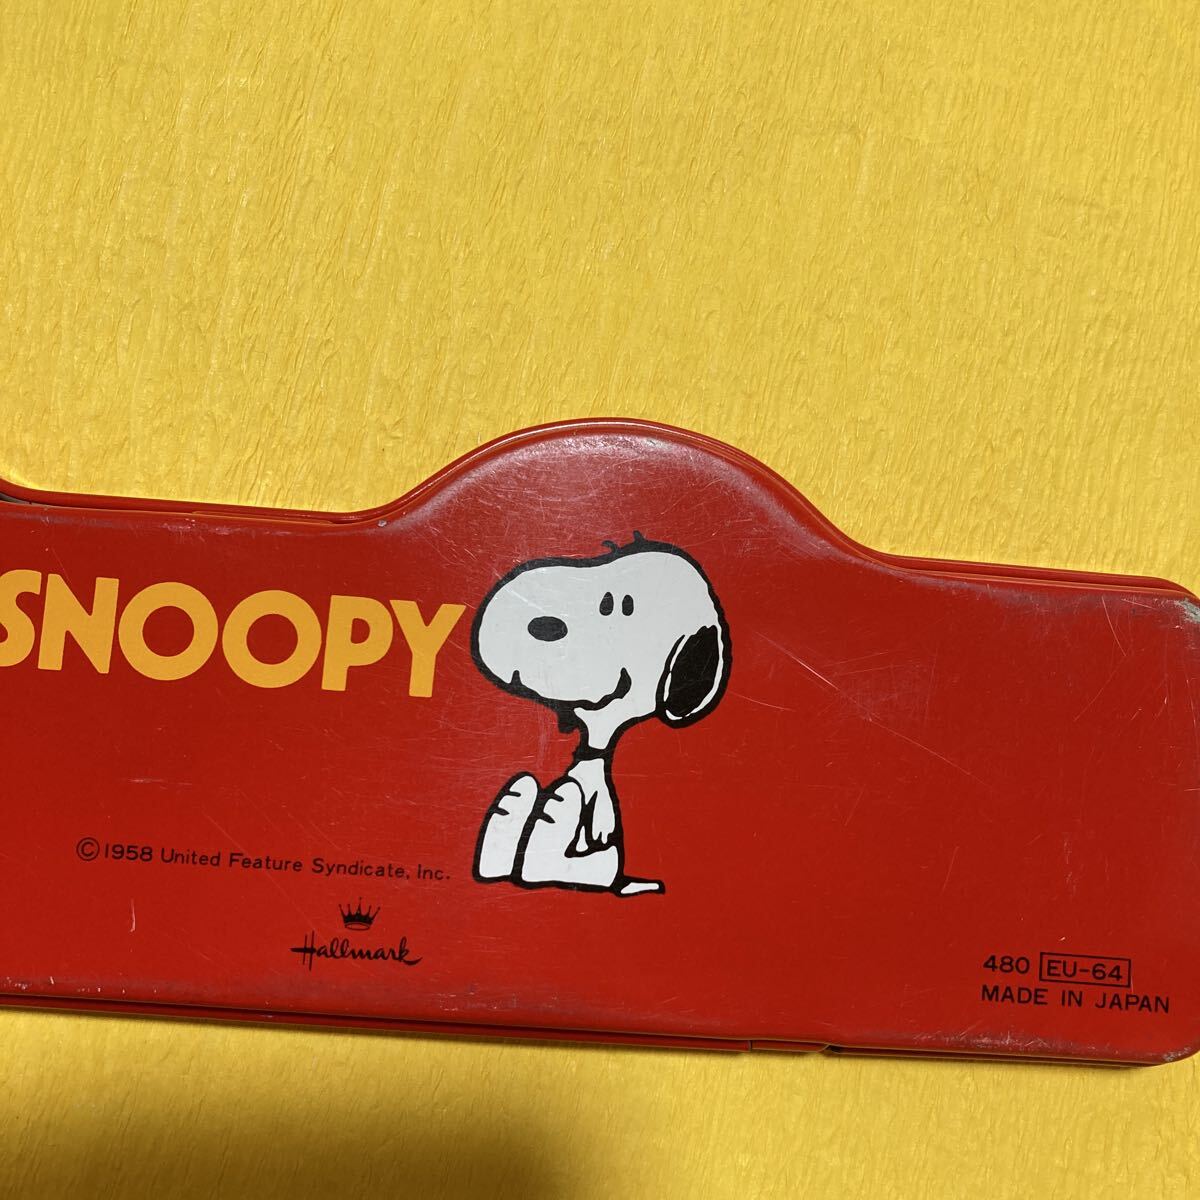 SNOOPY
©1958 United Feature Syndicate, Inc.
Hallmark
480 EU-64
MADE IN JAPAN